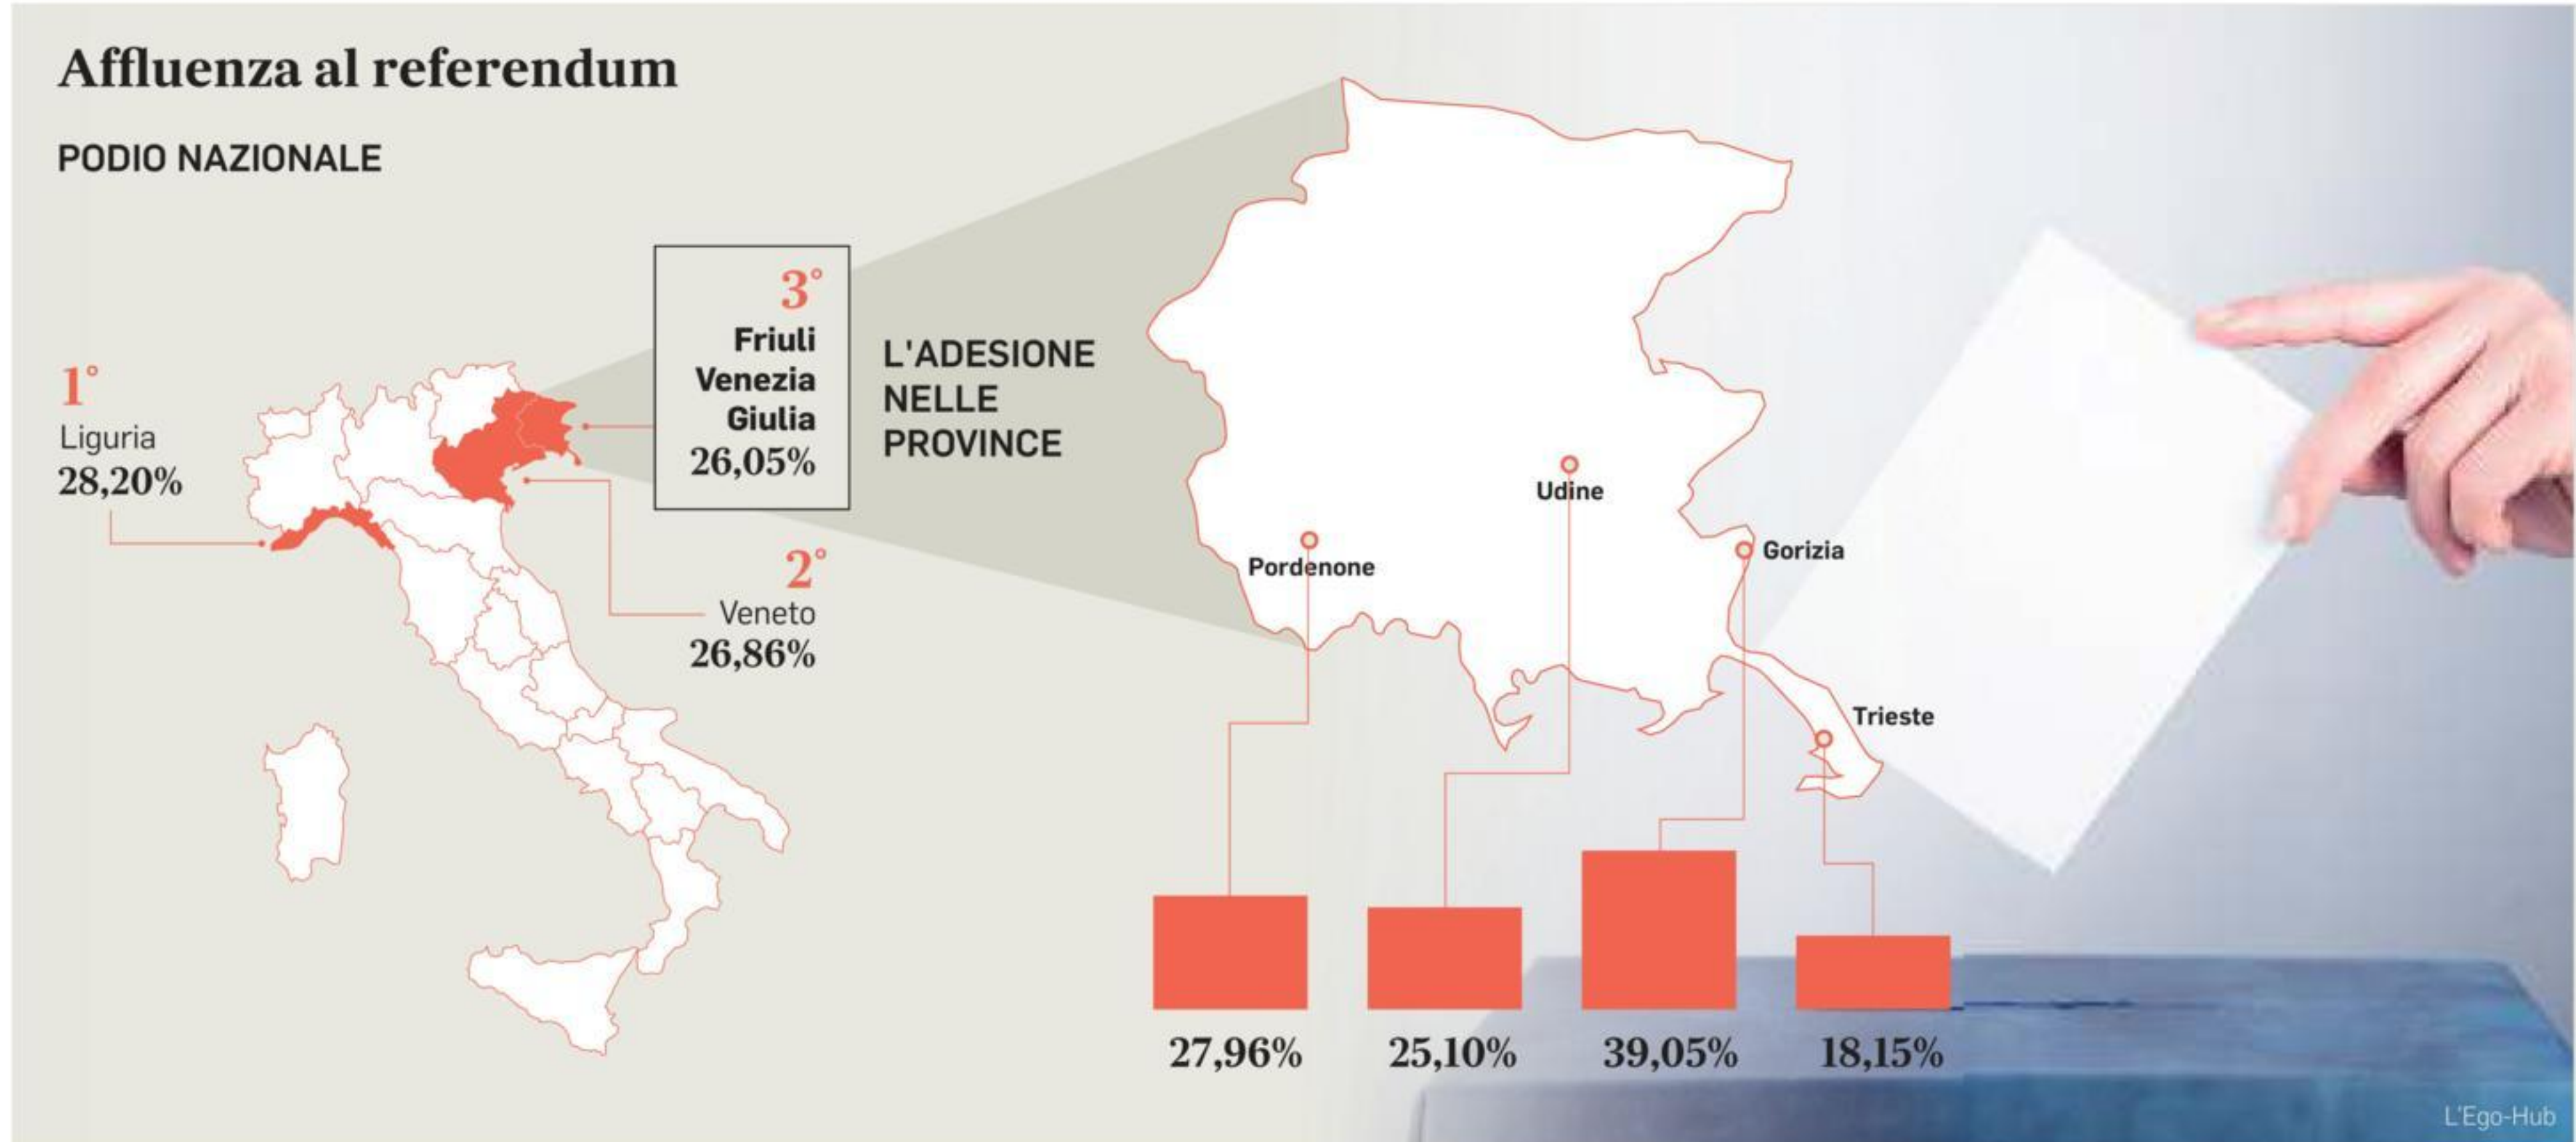 Affluenza al referendum
PODIO NAZIONALE
1°
Liguria
28,20%
3°
Friuli
Venezia
Giulia
26,05%
2°
Veneto
26,86%
L'ADESIONE
NELLE
PROVINCE
Udine
Pordenone
Gorizia
Trieste
27,96%
25,10%
39,05%
18,15%
L'Ego-Hub